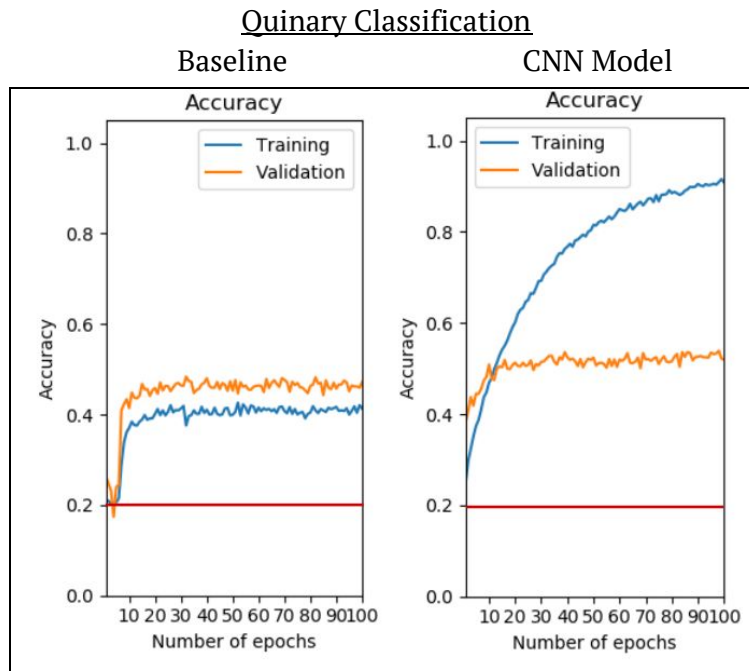 Quinary Classification
Baseline CNN Model
Accuracy
Training
Validation
1.0
0.8
0.6
0.4
0.2
0.0
Accuracy
10 20 30 40 50 60 70 80 90100
Number of epochs
Accuracy
Training
Validation
1.0
0.8
0.6
0.4
0.2
0.0
Accuracy
10 20 30 40 50 60 70 80 90100
Number of epochs